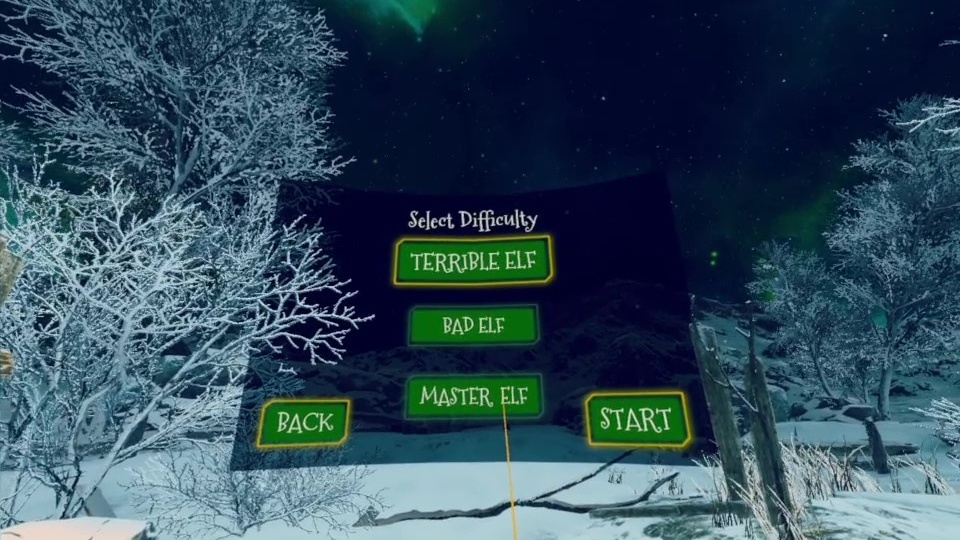 Select Difficulty
TERRIBLE ELF
BAD ELF
MASTER ELF
BACK
START